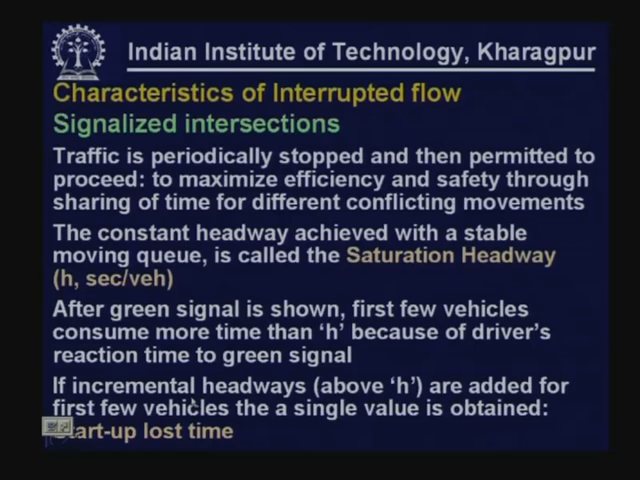 Indian Institute of Technology, Kharagpur
Characteristics of Interrupted flow
Signalized intersections
Traffic is periodically stopped and then permitted to
proceed: to maximize efficiency and safety through
sharing of time for different conflicting movements
The constant headway achieved with a stable
moving queue, is called the Saturation Headway
(h, sec/veh)
After green signal is shown, first few vehicles
consume more time than ‘h’ because of driver’s
reaction time to green signal
If incremental headways (above ‘h’) are added for
first few vehicles the a single value is obtained:
Start-up lost time